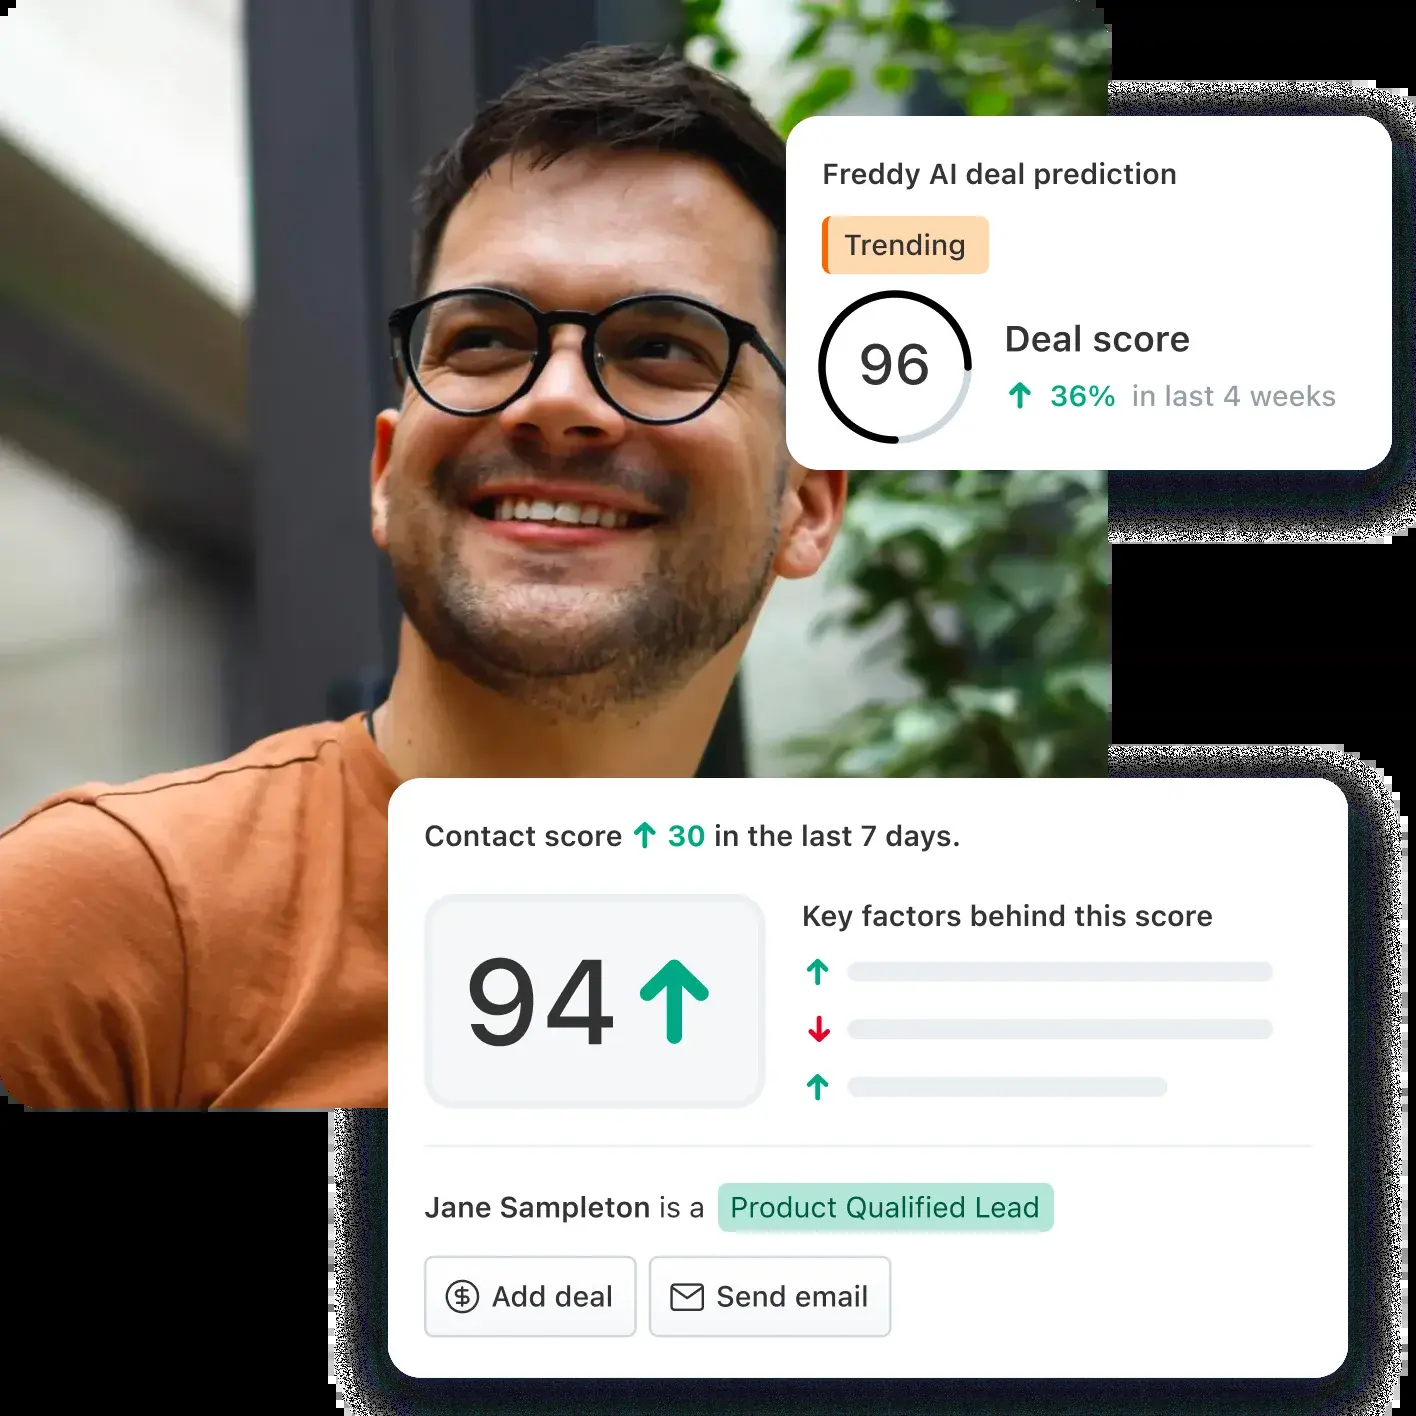 Freddy AI deal prediction
Trending
96
Deal score
36% in last 4 weeks
Contact score ↑ 30 in the last 7 days.
94
Key factors behind this score
Jane Sampleton is a Product Qualified Lead
Add deal
Send email